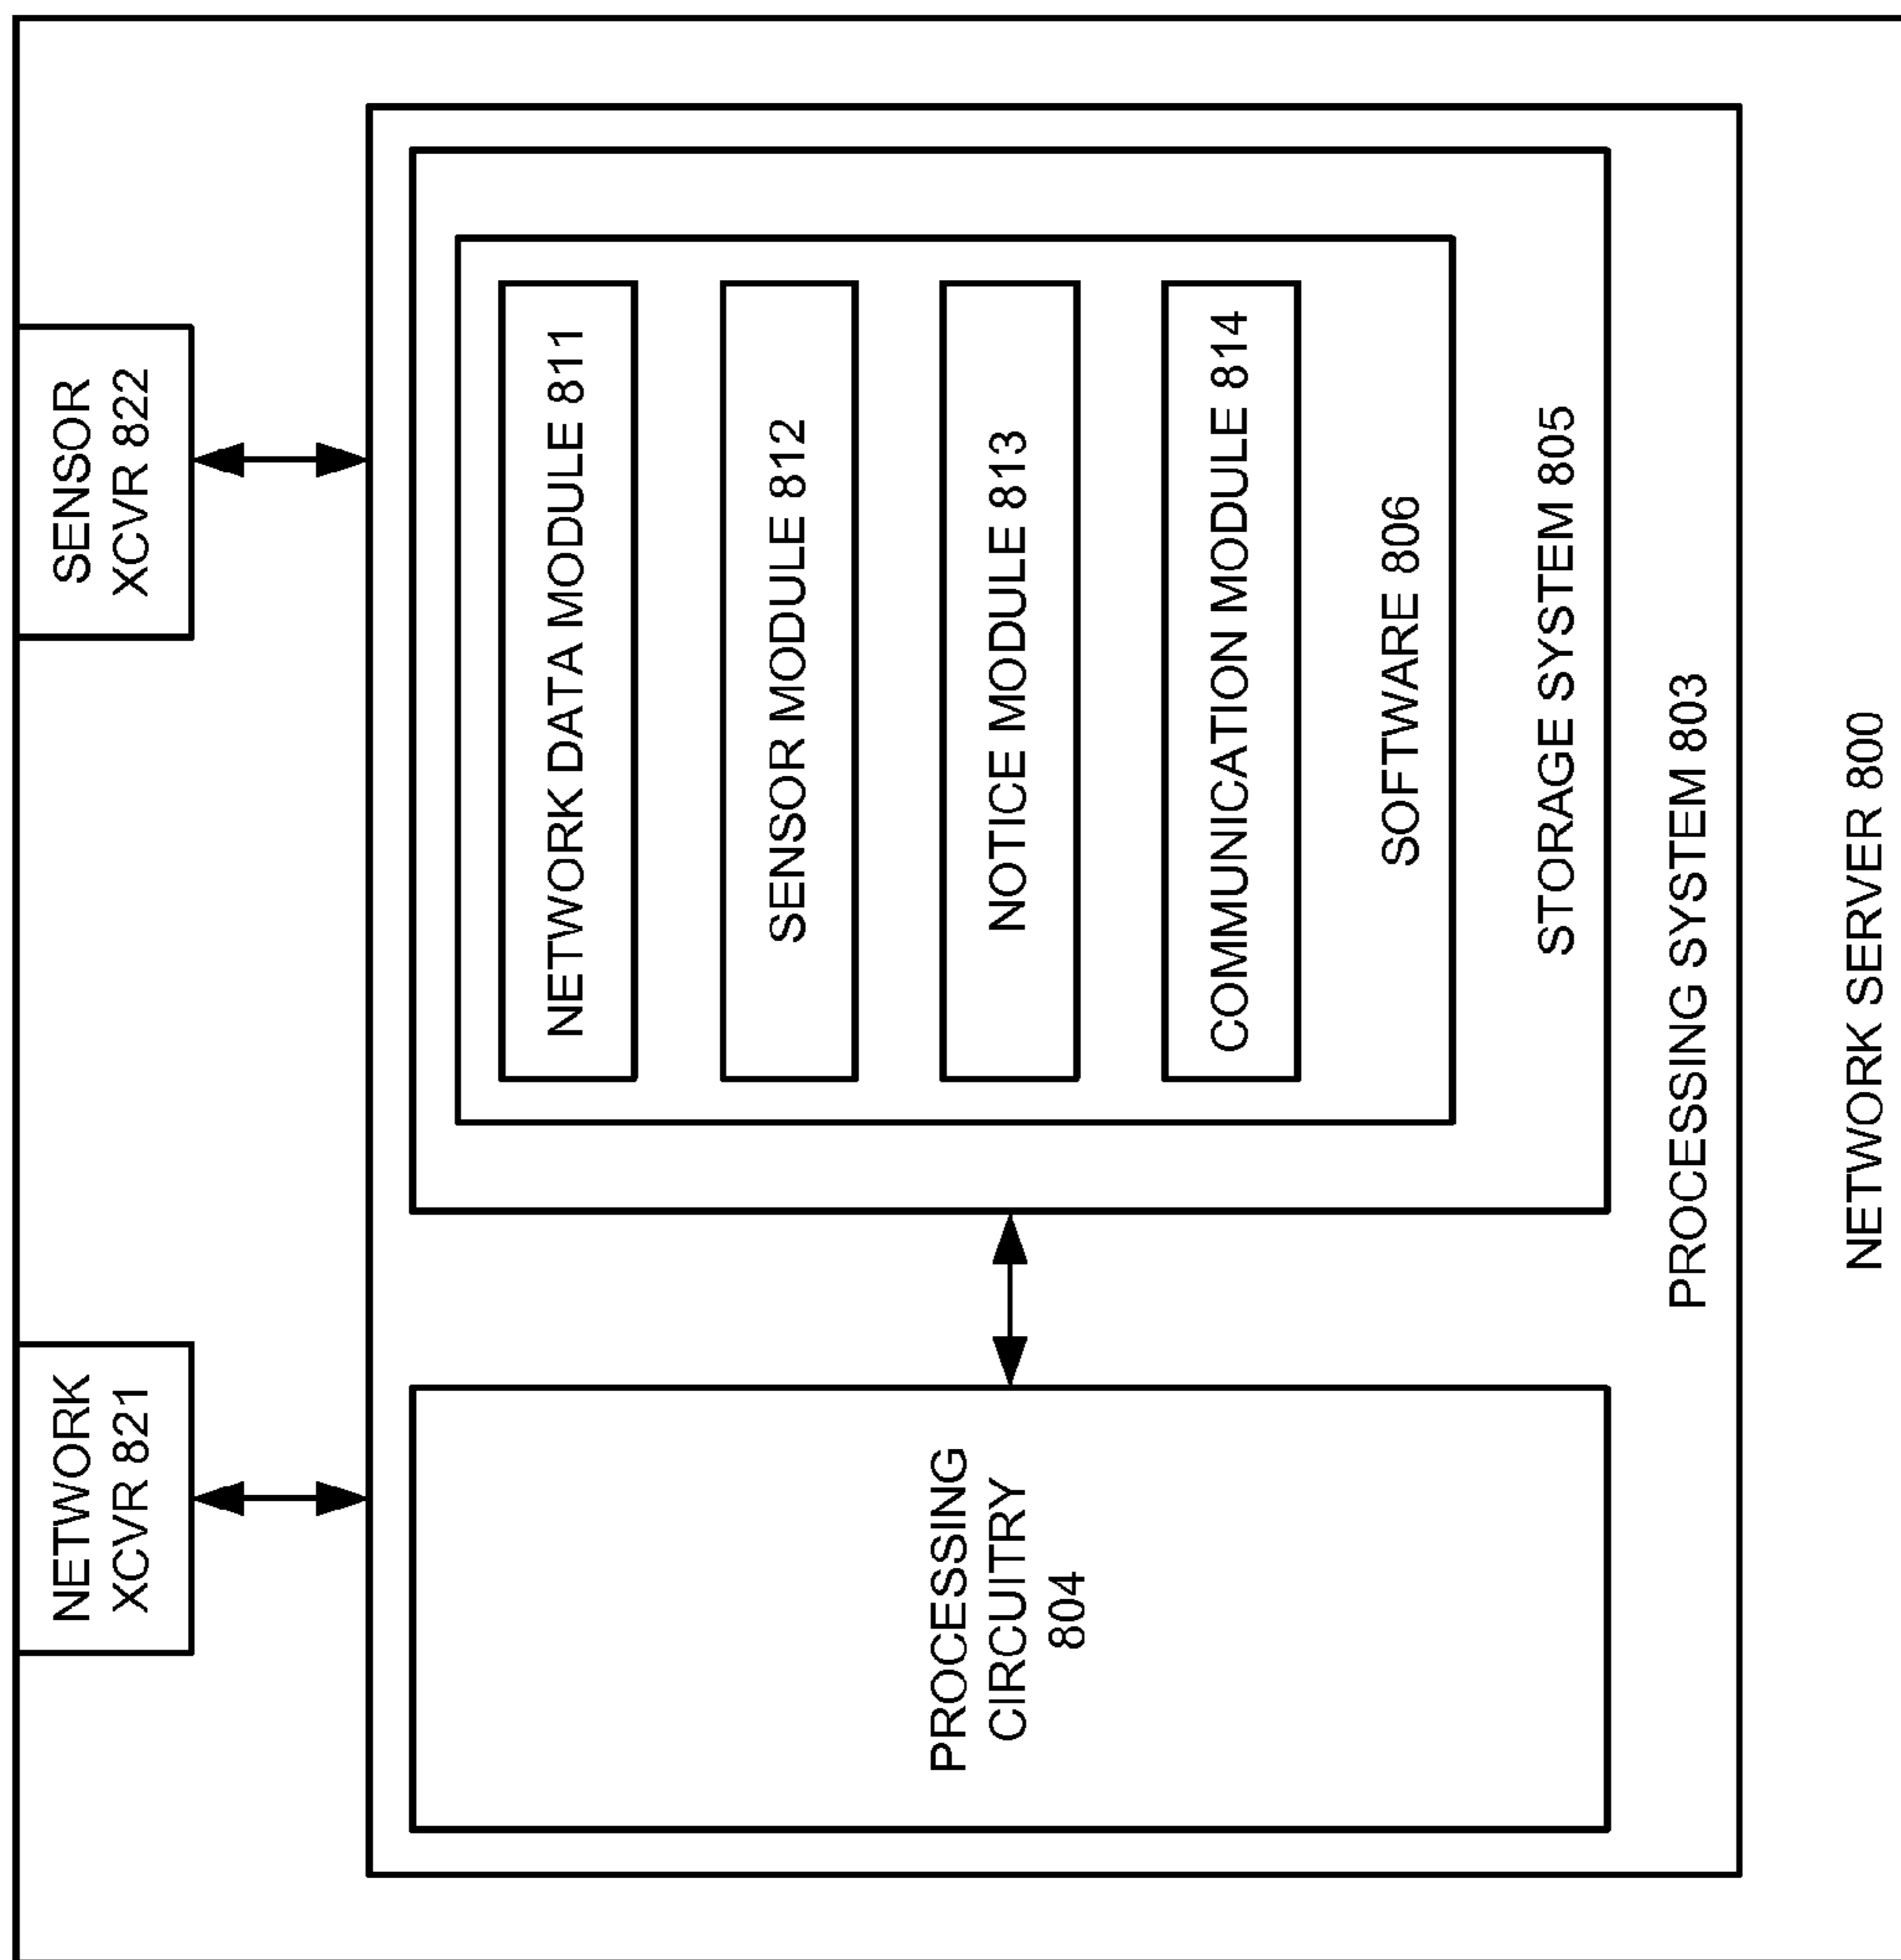 NETWORK
XCVR 821
SENSOR
XCVR 822
PROCESSING
CIRCUITRY
804
NETWORK DATA MODULE 811
SENSOR MODULE 812
NOTICE MODULE 813
COMMUNICATION MODULE 814
SOFTWARE 806
STORAGE SYSTEM 805
PROCESSING SYSTEM 803
NETWORK SERVER 800